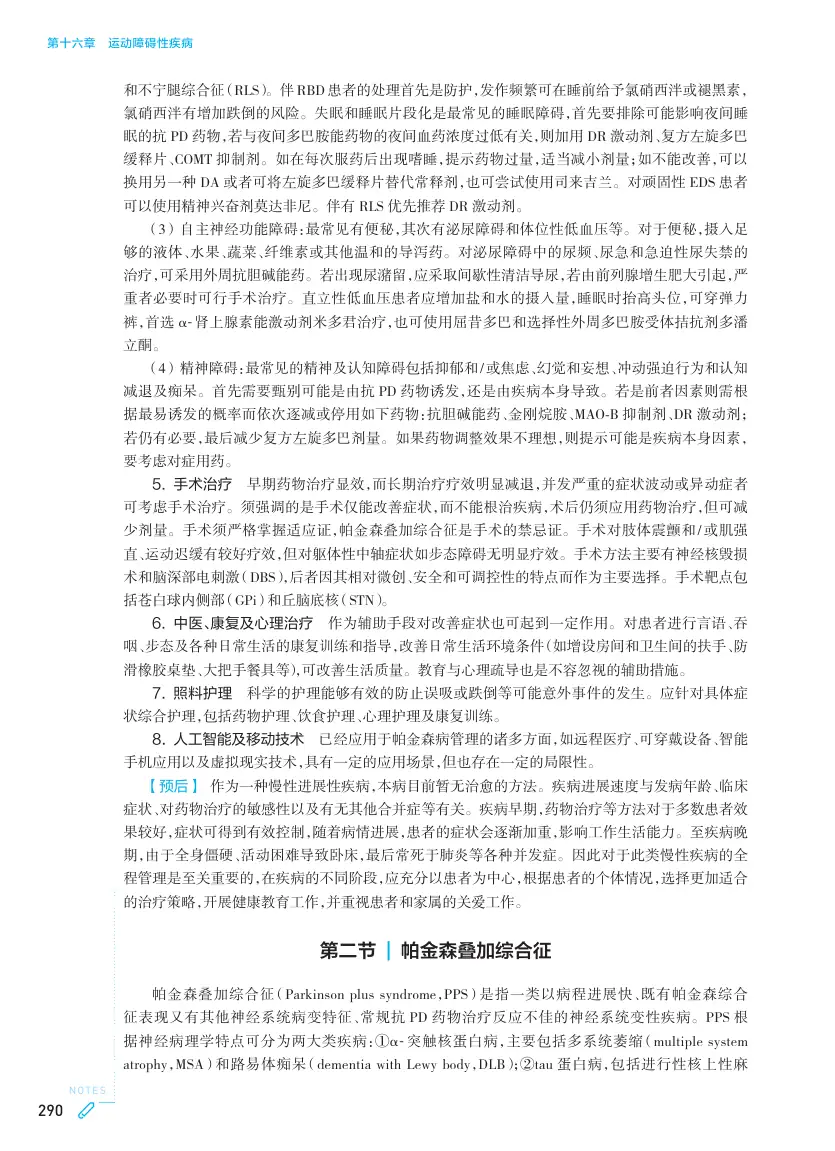 第十六章　运动障碍性疾病
和不宁腿综合征（RLS）。伴 RBD 患者的处理首先是防护，发作频繁可在睡前给予氯硝西泮或褪黑素，
氯硝西泮有增加跌倒的风险。失眠和睡眠片段化是最常见的睡眠障碍，首先要排除可能影响夜间睡
眠的抗 PD 药物，若与夜间多巴胺能药物的夜间血药浓度过低有关，则加用 DR 激动剂、复方左旋多巴
缓释片、COMT 抑制剂。如在每次服药后出现嗜睡，提示药物过量，适当减小剂量；如不能改善，可以
换用另一种 DA 或者可将左旋多巴缓释片替代常释剂，也可尝试使用司来吉兰。对顽固性 EDS 患者
可以使用精神兴奋剂莫达非尼。伴有 RLS 优先推荐 DR 激动剂。
（3）自主神经功能障碍：最常见有便秘，其次有泌尿障碍和体位性低血压等。对于便秘，摄入足
够的液体、水果、蔬菜、纤维素或其他温和的导泻药。对泌尿障碍中的尿频、尿急和急迫性尿失禁的
治疗，可采用外周抗胆碱能药。若出现尿潴留，应采取间歇性清洁导尿，若由前列腺增生肥大引起，严
重者必要时可行手术治疗。直立性低血压患者应增加盐和水的摄入量，睡眠时抬高头位，可穿弹力
裤，首选 α- 肾上腺素能激动剂米多君治疗，也可使用屈昔多巴和选择性外周多巴胺受体拮抗剂多潘
立酮。
（4）精神障碍：最常见的精神及认知障碍包括抑郁和/或焦虑、幻觉和妄想、冲动强迫行为和认知
减退及痴呆。首先需要甄别可能是由抗 PD 药物诱发，还是由疾病本身导致。若是前者因素则需根
据最易诱发的概率而依次逐减或停用如下药物：抗胆碱能药、金刚烷胺、MAO-B 抑制剂、DR 激动剂；
若仍有必要，最后减少复方左旋多巴剂量。如果药物调整效果不理想，则提示可能是疾病本身因素，
要考虑对症用药。
5. 手术治疗　早期药物治疗显效，而长期治疗疗效明显减退，并发严重的症状波动或异动症者
可考虑手术治疗。须强调的是手术仅能改善症状，而不能根治疾病，术后仍须应用药物治疗，但可减
少剂量。手术须严格掌握适应证，帕金森叠加综合征是手术的禁忌证。手术对肢体震颤和/或肌强
直、运动迟缓有较好疗效，但对躯体性中轴症状如步态障碍无明显疗效。手术方法主要有神经核毁损
术和脑深部电刺激（DBS），后者因其相对微创、安全和可调控性的特点而作为主要选择。手术靶点包
括苍白球内侧部（GPi）和丘脑底核（STN）。
6. 中医、康复及心理治疗　作为辅助手段对改善症状也可起到一定作用。对患者进行言语、吞
咽、步态及各种日常生活的康复训练和指导，改善日常生活环境条件（如增设房间和卫生间的扶手、防
滑橡胶桌垫、大把手餐具等），可改善生活质量。教育与心理疏导也是不容忽视的辅助措施。
7. 照料护理　科学的护理能够有效的防止误吸或跌倒等可能意外事件的发生。应针对具体症
状综合护理，包括药物护理、饮食护理、心理护理及康复训练。
8. 人工智能及移动技术　已经应用于帕金森病管理的诸多方面，如远程医疗、可穿戴设备、智能
手机应用以及虚拟现实技术，具有一定的应用场景，但也存在一定的局限性。
【预后】　作为一种慢性进展性疾病，本病目前暂无治愈的方法。疾病进展速度与发病年龄、临床
症状、对药物治疗的敏感性以及有无其他合并症等有关。疾病早期，药物治疗等方法对于多数患者效
果较好，症状可得到有效控制，随着病情进展，患者的症状会逐渐加重，影响工作生活能力。至疾病晚
期，由于全身僵硬、活动困难导致卧床，最后常死于肺炎等各种并发症。因此对于此类慢性疾病的全
程管理是至关重要的，在疾病的不同阶段，应充分以患者为中心，根据患者的个体情况，选择更加适合
的治疗策略，开展健康教育工作，并重视患者和家属的关爱工作。
第二节｜帕金森叠加综合征
帕金森叠加综合征（Parkinson plus syndrome，PPS）是指一类以病程进展快、既有帕金森综合
征表现又有其他神经系统病变特征、常规抗 PD 药物治疗反应不佳的神经系统变性疾病。PPS 根
据神经病理学特点可分为两大类疾病：①α- 突触核蛋白病，主要包括多系统萎缩（multiple system
atrophy，MSA）和路易体痴呆（dementia with Lewy body，DLB）；②tau 蛋白病，包括进行性核上性麻
NOTES
290